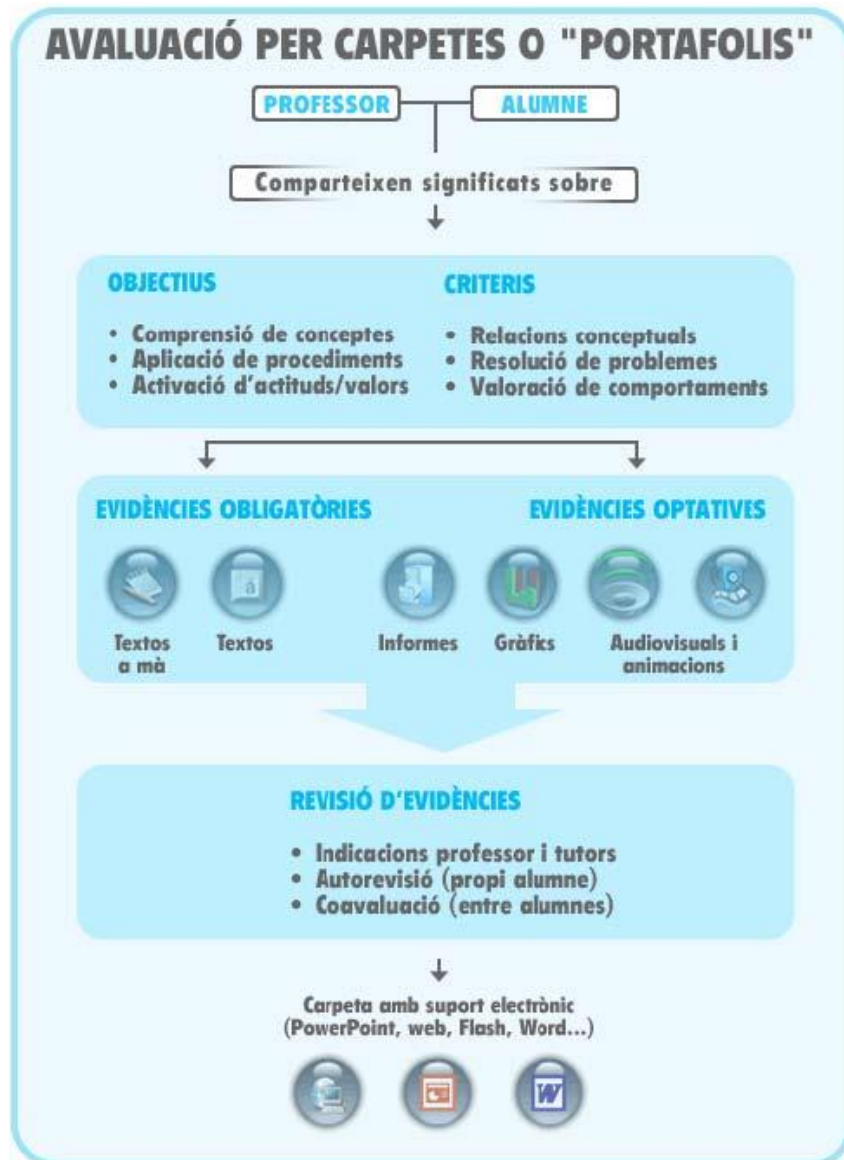 AVALUACIÓ PER CARPETES O "PORTAFOLIS"
PROFESSOR ALUMNE
Comparteixen significats sobre
OBJECTIUS
• Comprensió de conceptes
• Aplicació de procediments
• Activació d'actituds/valors
CRITERIS
• Relacions conceptuals
• Resolució de problemes
• Valoració de comportaments
EVIDÈNCIES OBLIGATÒRIES
EVIDÈNCIES OPTATIVES
Textos
a mà
Textos
Informes
Gràfics
Audiovisuals i
animacions
REVISIÓ D'EVIDÈNCIES
• Indicacions professor i tutors
• Autorevisió (propi alumne)
• Coavaluació (entre alumnes)
Carpeta amb suport electrònic
(PowerPoint, web, Flash, Word...)